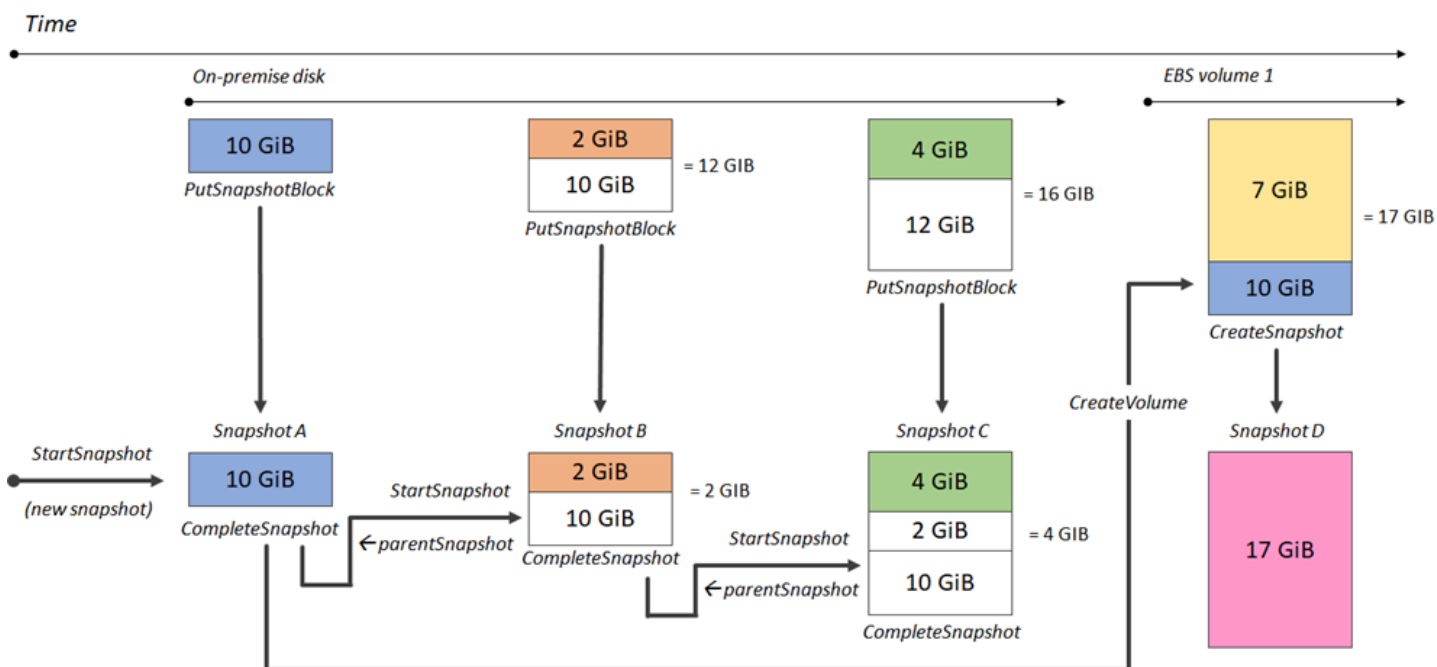 Time
On-premise disk
EBS volume 1
10 GiB
PutSnapshotBlock
2 GiB
10 GiB
= 12 GIB
PutSnapshotBlock
4 GiB
12 GiB
= 16 GIB
PutSnapshotBlock
7 GiB
10 GiB
= 17 GIB
CreateSnapshot
CreateVolume
StartSnapshot
(new snapshot)
Snapshot A
10 GiB
CompleteSnapshot
StartSnapshot
←parentSnapshot
Snapshot B
2 GiB
10 GiB
= 2 GIB
CompleteSnapshot
StartSnapshot
←parentSnapshot
Snapshot C
4 GiB
2 GiB
10 GiB
= 4 GIB
CompleteSnapshot
Snapshot D
17 GiB